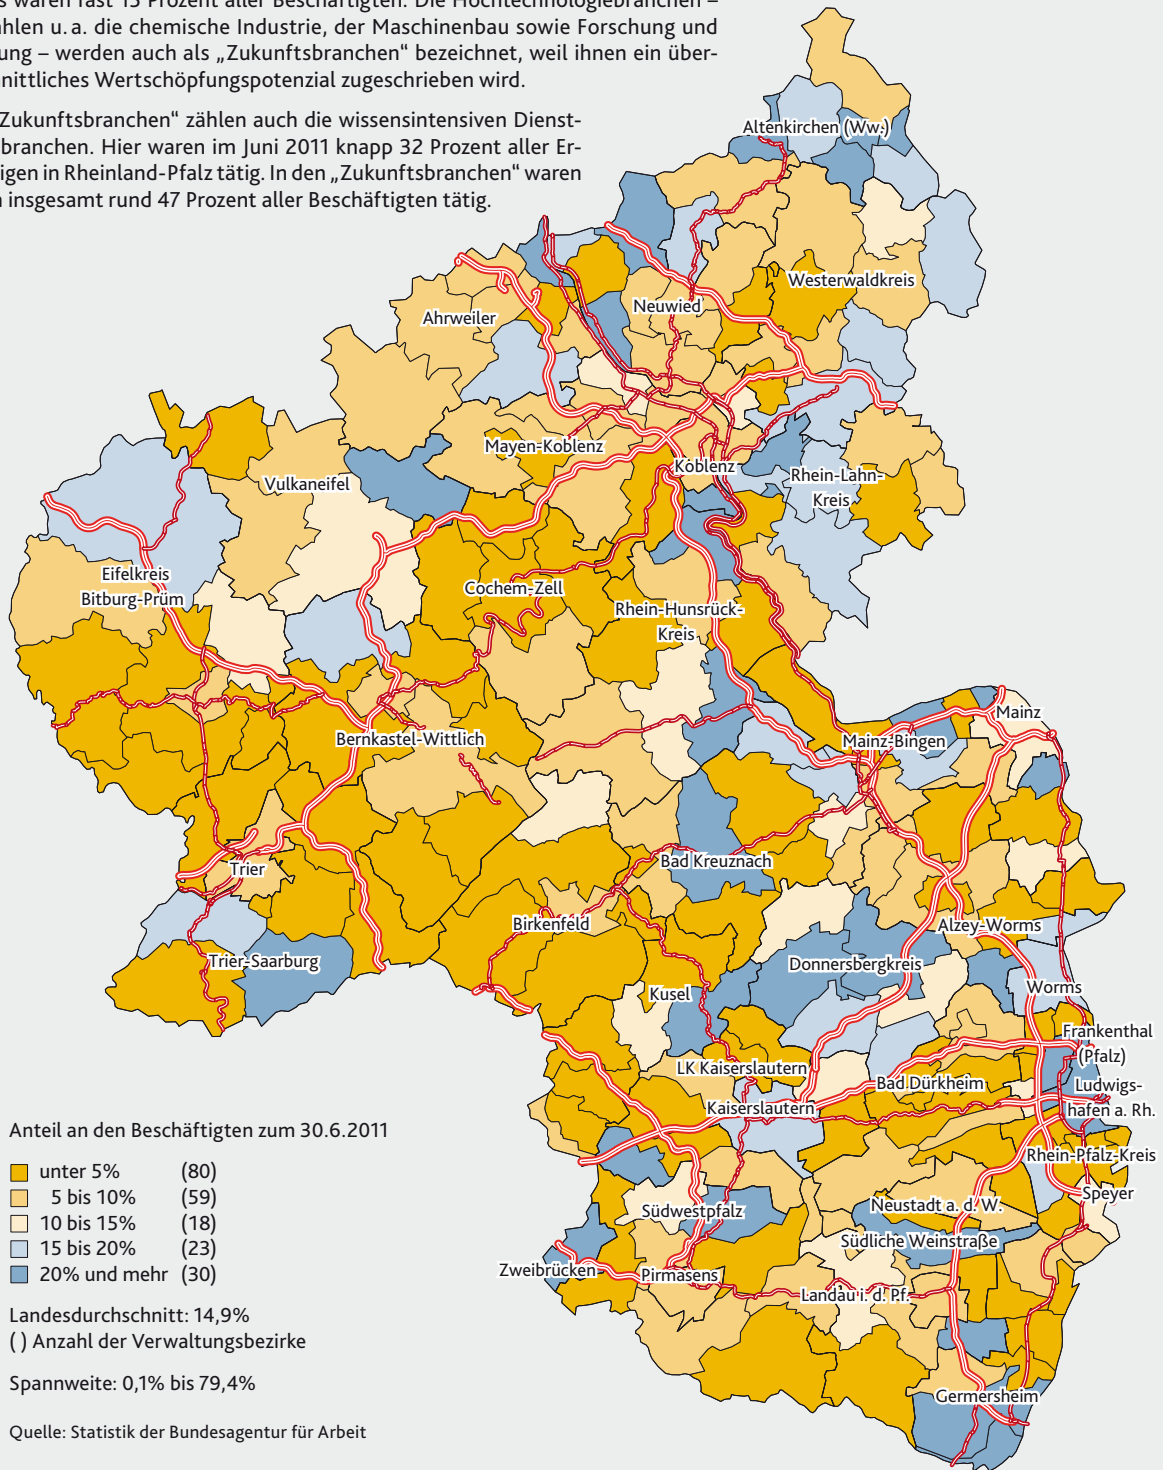 s waren fast 15 Prozent aller Beschäftigten. Die Hochtechnologiebranchen –
hlen u. a. die chemische Industrie, der Maschinenbau sowie Forschung und
ung – werden auch als „Zukunftsbranchen“ bezeichnet, weil ihnen ein über-
nittliches Wertschöpfungspotenzial zugeschrieben wird.
Zukunftsbranchen“ zählen auch die wissensintensiven Dienst-
branchen. Hier waren im Juni 2011 knapp 32 Prozent aller Er-
igen in Rheinland-Pfalz tätig. In den „Zukunftsbranchen“ waren
insgesamt rund 47 Prozent aller Beschäftigten tätig.
Altenkirchen (Ww.)
Westerwaldkreis
Neuwied
Ahrweiler
Mayen-Koblenz
Koblenz
Rhein-Lahn-
Kreis
Vulkaneifel
Eifelkreis
Bitburg-Prüm
Cochem-Zell
Rhein-Hunsrück-
Kreis
Mainz
Bernkastel-Wittlich
Mainz-Bingen
Bad Kreuznach
Trier
Birkenfeld
Alzey-Worms
Trier-Saarburg
Donnersbergkreis
Kusel
Worms
Frankenthal
(Pfalz)
LK Kaiserslautern
Bad Dürkheim
Ludwigs-
hafen a. Rh.
Kaiserslautern
Rhein-Pfalz-Kreis
Speyer
Neustadt a. d. W.
Südwestpfalz
Südliche Weinstraße
Zweibrücken
Pirmasens
Landau i. d. Pf.
Germersheim
Anteil an den Beschäftigten zum 30.6.2011
unter 5% (80)
5 bis 10% (59)
10 bis 15% (18)
15 bis 20% (23)
20% und mehr (30)
Landesdurchschnitt: 14,9%
( ) Anzahl der Verwaltungsbezirke
Spannweite: 0,1% bis 79,4%
Quelle: Statistik der Bundesagentur für Arbeit